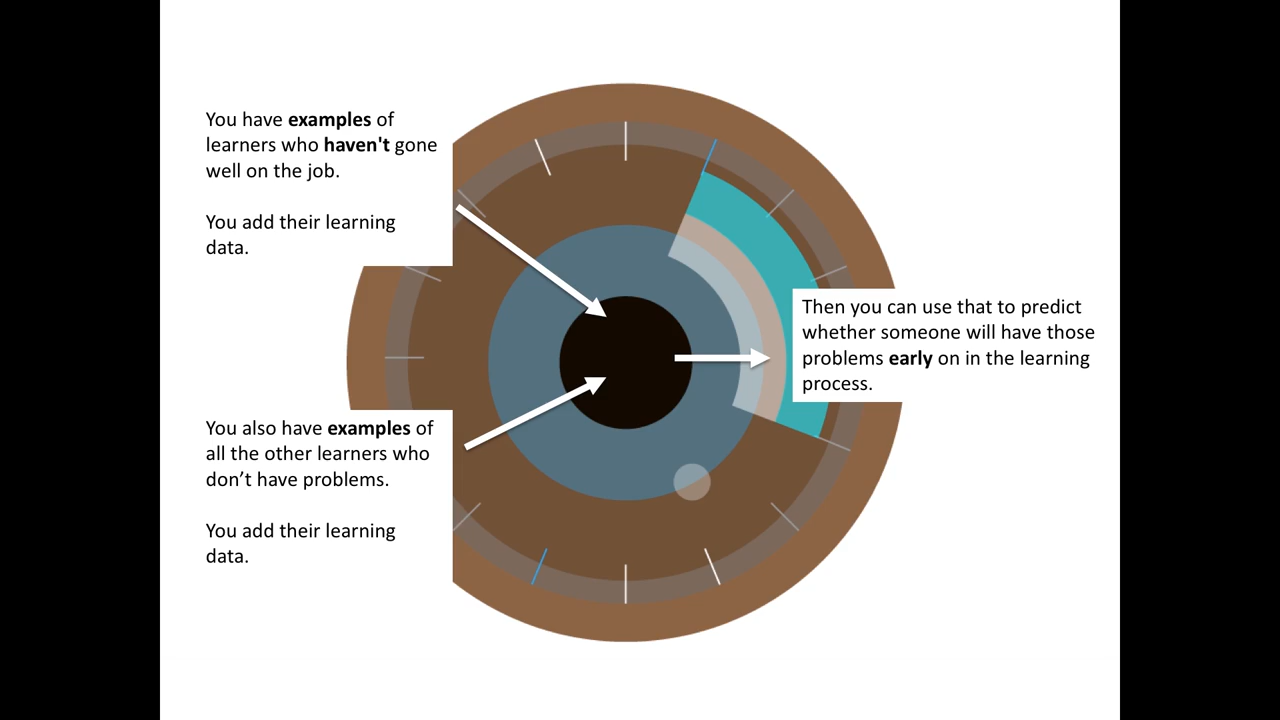 You have examples of
learners who haven't gone
well on the job.
You add their learning
data.
You also have examples of
all the other learners who
don’t have problems.
You add their learning
data.
Then you can use that to predict
whether someone will have those
problems early on in the learning
process.